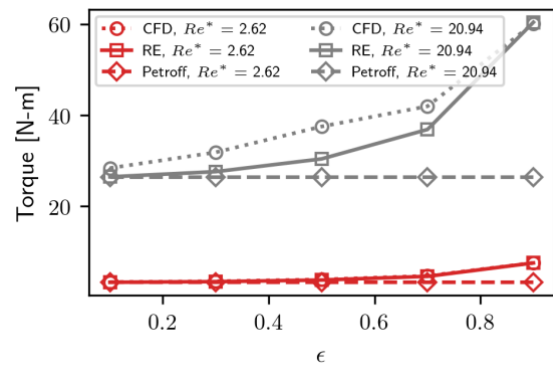 60
40
20
Torque [N-m]
CFD, Re* = 2.62
RE, Re* = 2.62
Petroff, Re* = 2.62
CFD, Re* = 20.94
RE, Re* = 20.94
Petroff, Re* = 20.94
0.2 0.4 0.6 0.8
ϵ